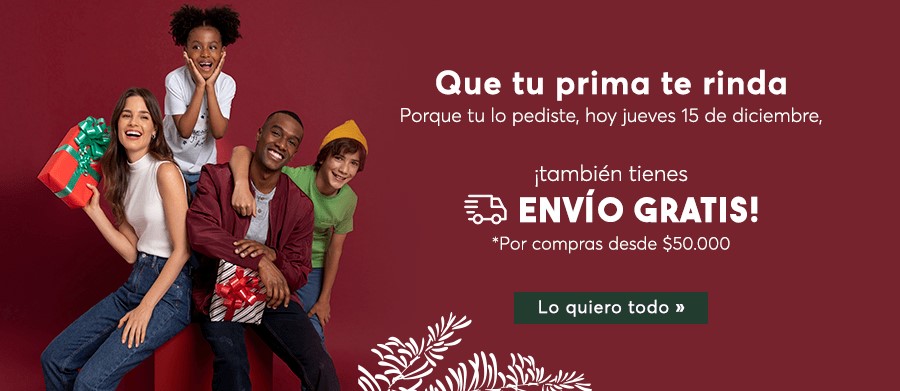 Que tu prima te rinda
Porque tu lo pediste, hoy jueves 15 de diciembre,
¡también tienes
ENVÍO GRATIS!
*Por compras desde $50.000
Lo quiero todo »